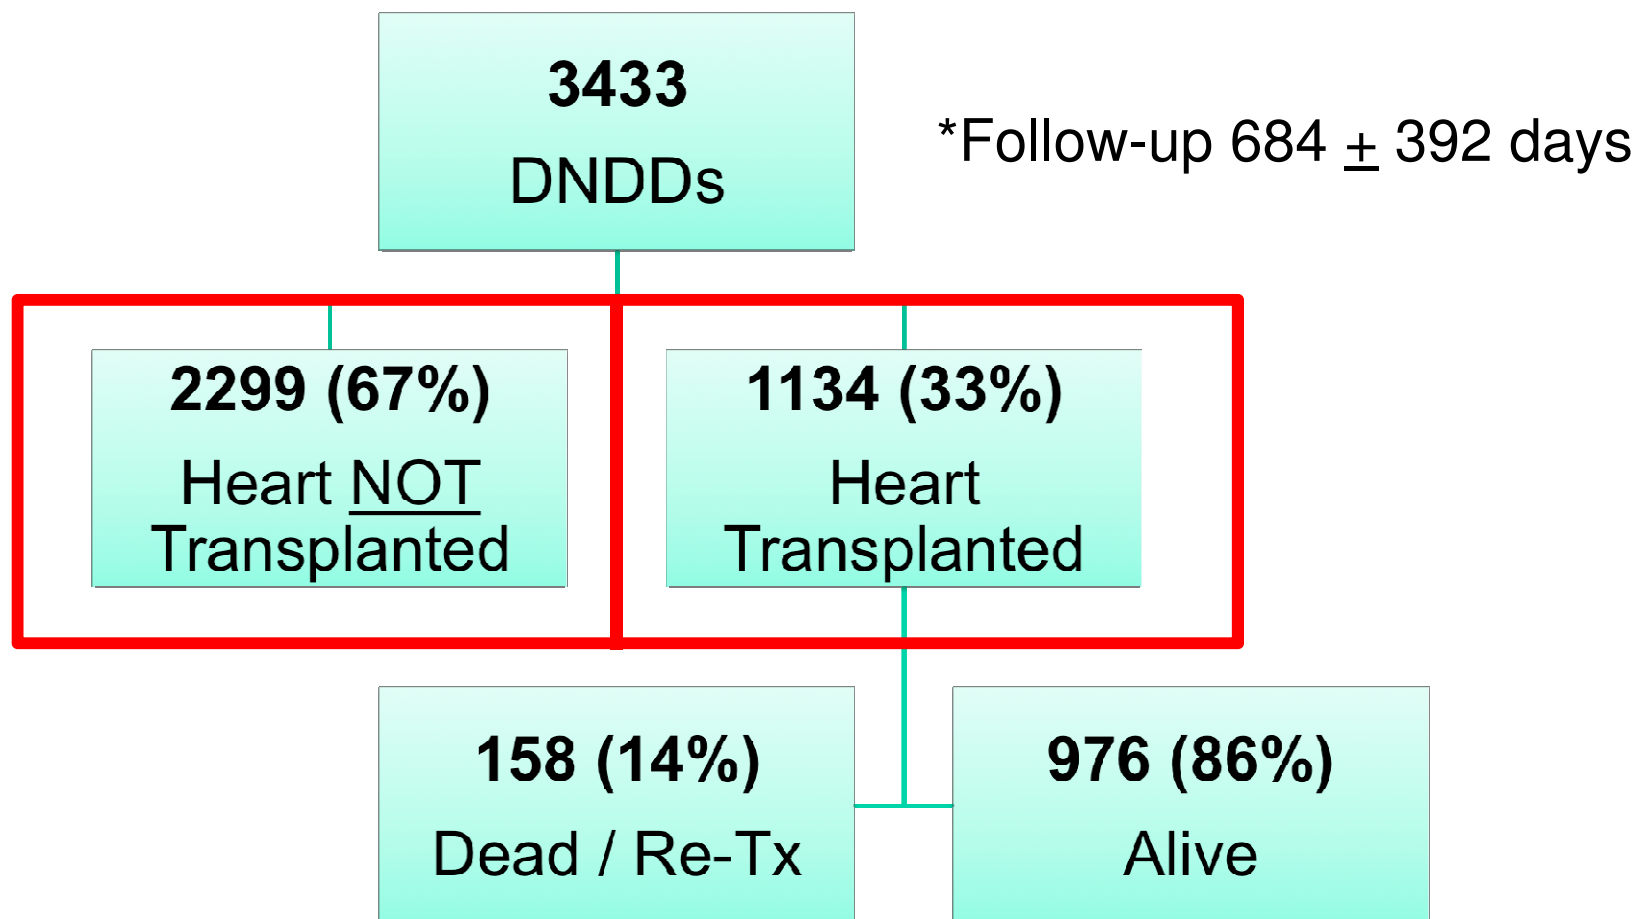 3433
DNDDs
*Follow-up 684 ± 392 days
2299 (67%)
Heart NOT
Transplanted
1134 (33%)
Heart
Transplanted
158 (14%)
Dead / Re-Tx
976 (86%)
Alive